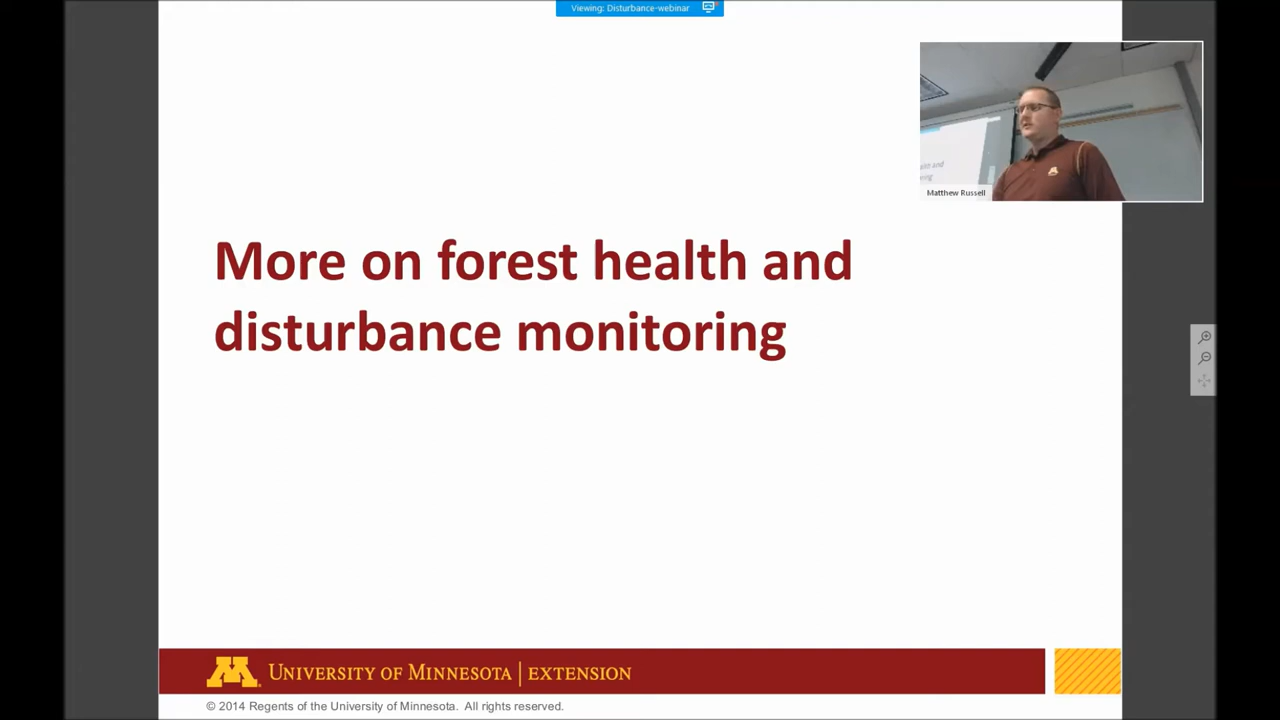 Viewing: Disturbance-webinar
Matthew Russell
More on forest health and
disturbance monitoring
UNIVERSITY OF MINNESOTA | EXTENSION
© 2014 Regents of the University of Minnesota. All rights reserved.